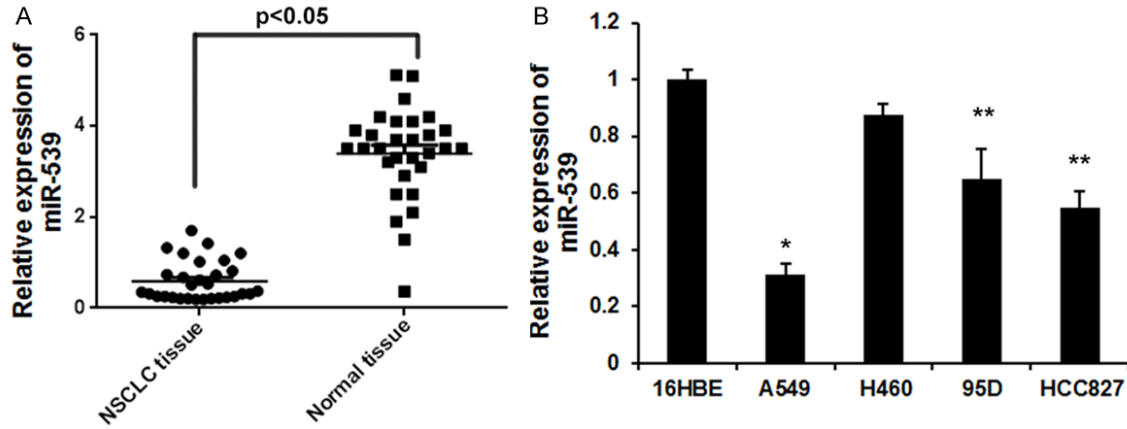 A
p<0.05
Relative expression of
miR-539
6
4
2
0
NSCLC tissue
Normal tissue
B
Relative expression of
miR-539
1.2
1
0.8
0.6
0.4
0.2
0
*
**
**
16HBE
A549
H460
95D
HCC827